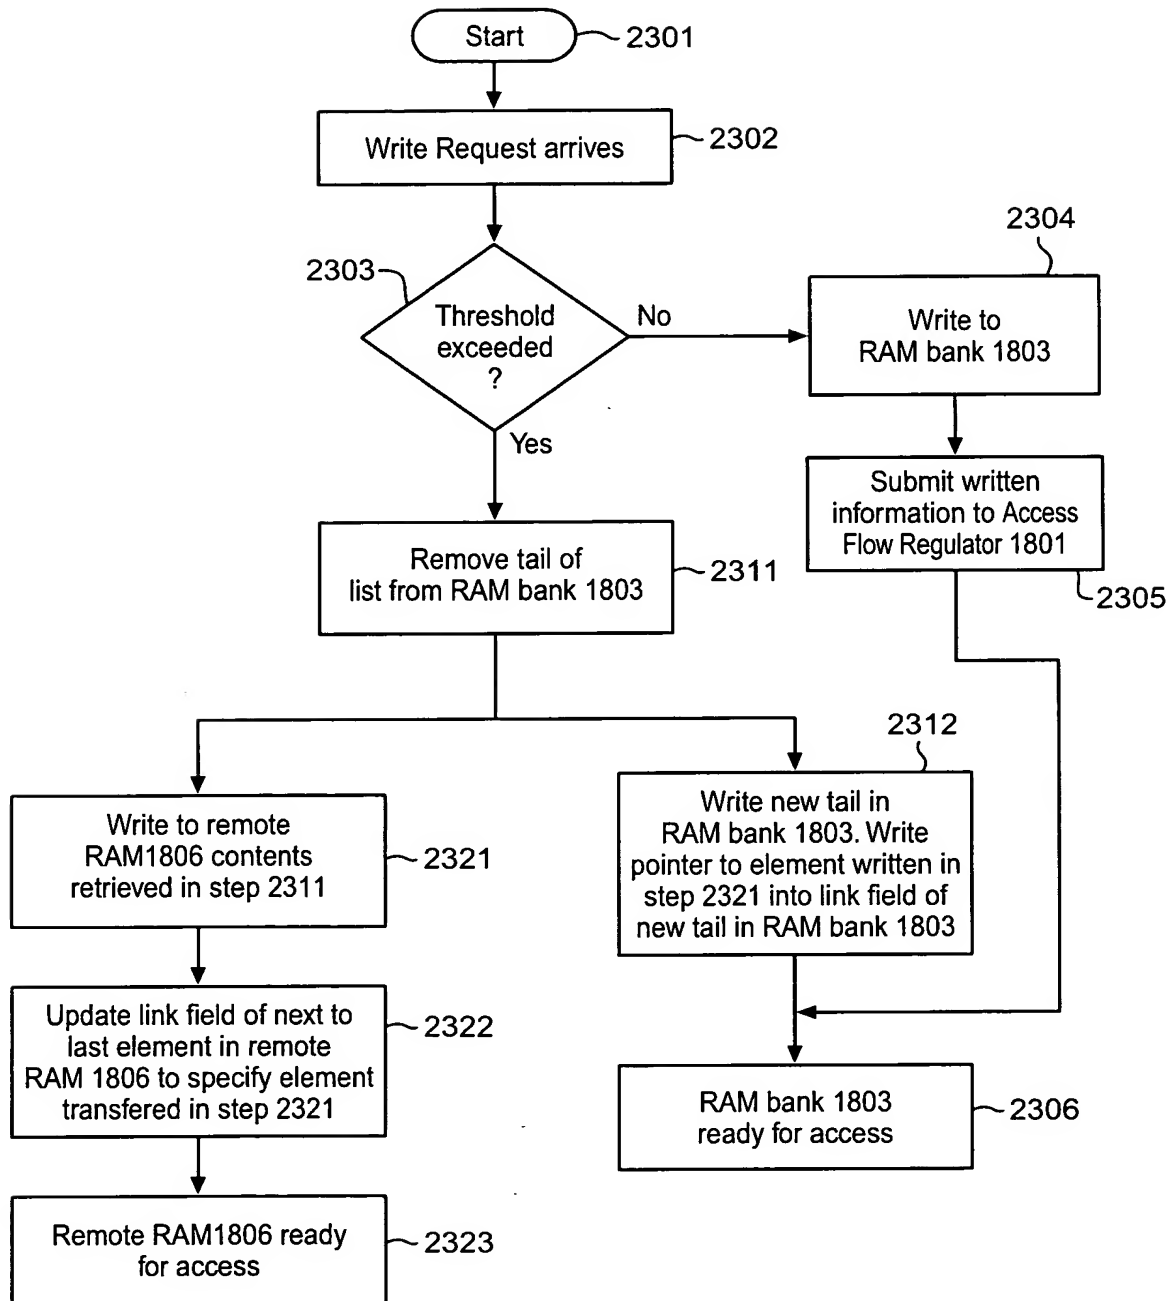 Start
2301
Write Request arrives
2302
2303
Threshold
exceeded
?
No
Yes
2304
Write to
RAM bank 1803
Submit written
information to Access
Flow Regulator 1801
2305
Remove tail of
list from RAM bank 1803
2311
2312
Write new tail in
RAM bank 1803. Write
pointer to element written in
step 2321 into link field of
new tail in RAM bank 1803
Write to remote
RAM1806 contents
retrieved in step 2311
2321
Update link field of next to
last element in remote
RAM 1806 to specify element
transfered in step 2321
2322
RAM bank 1803
ready for access
2306
Remote RAM1806 ready
for access
2323